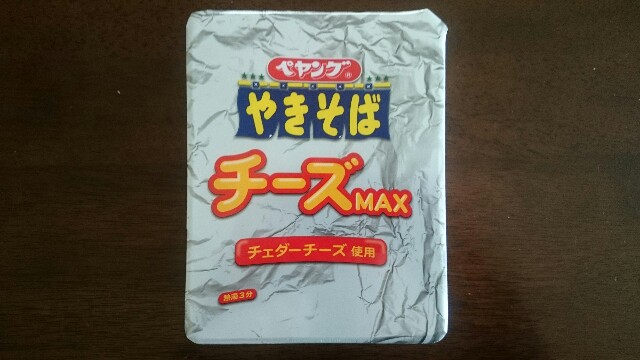 ペヤング®
やきそば
チーズMAX
チェダーチーズ 使用
熱湯3分